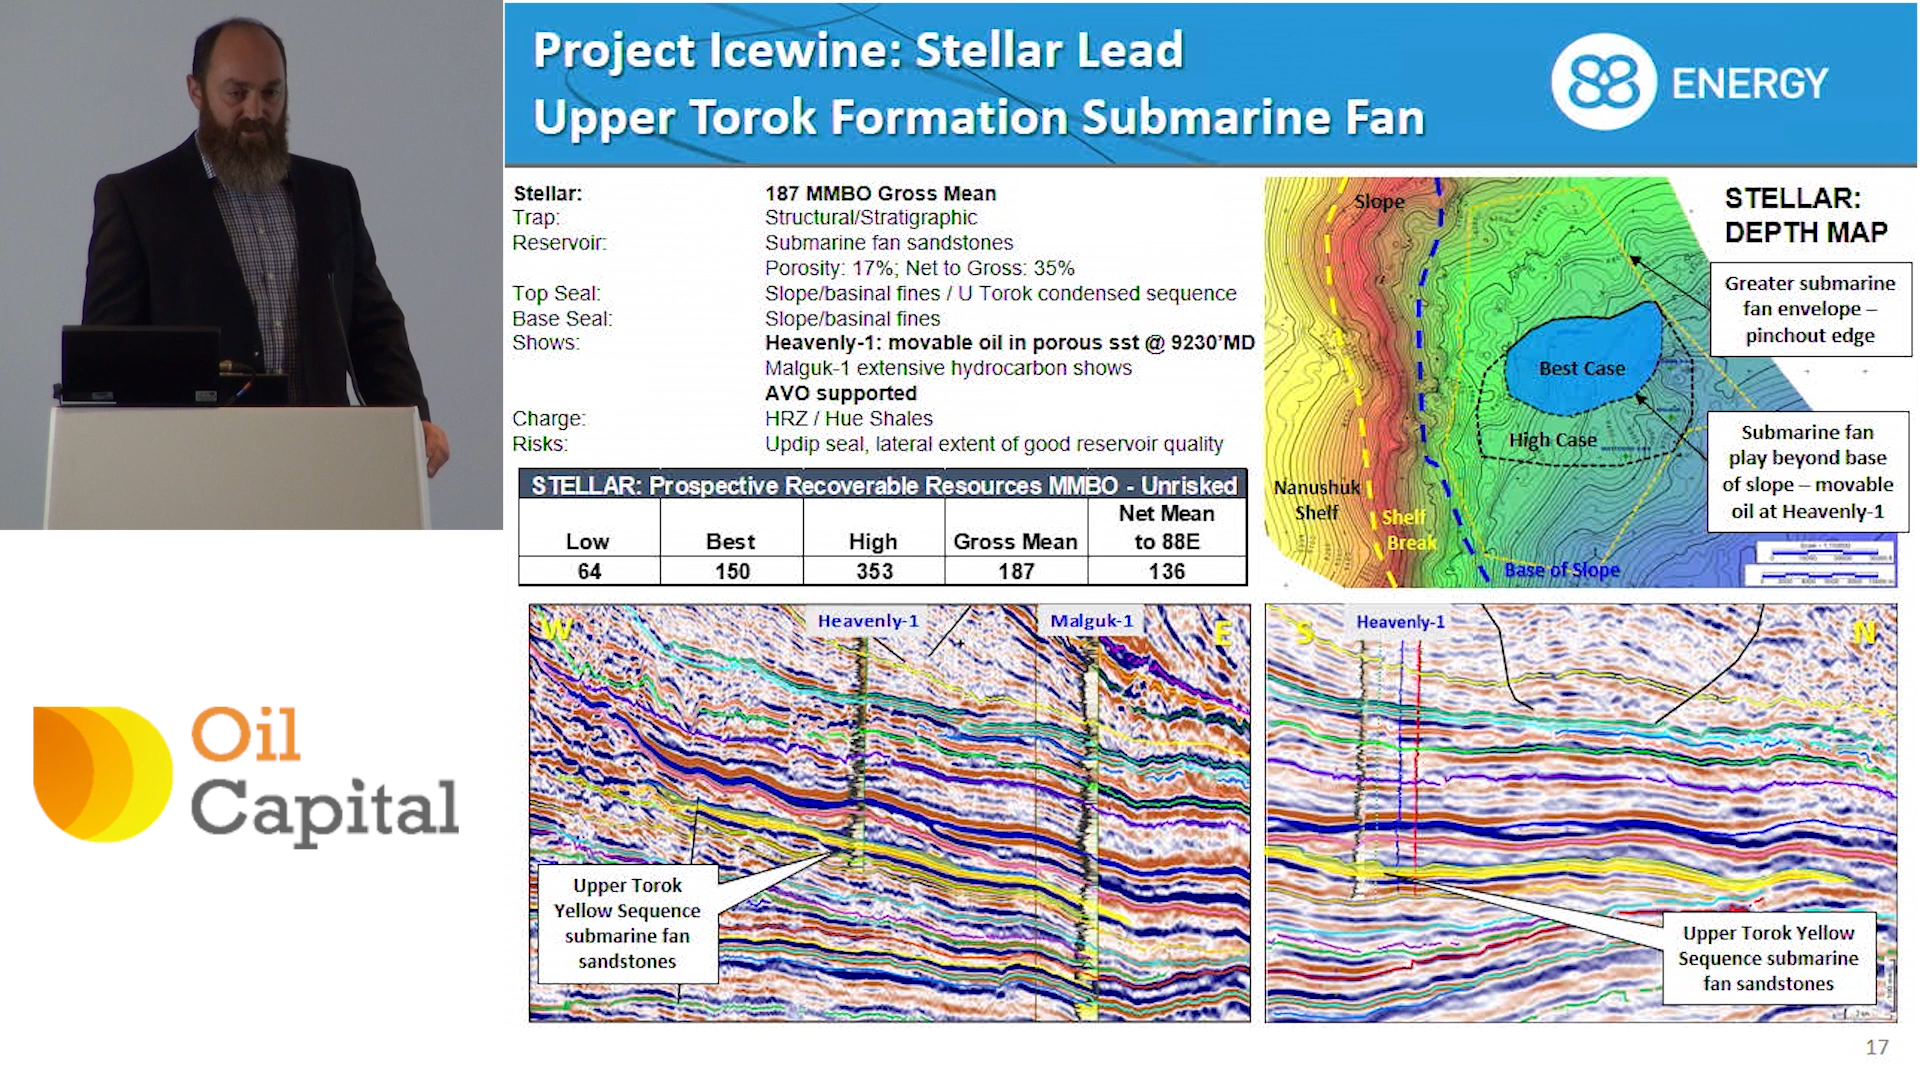 Project Icewine: Stellar Lead
Upper Torok Formation Submarine Fan
88 ENERGY
Stellar: 187 MMBO Gross Mean
Trap: Structural/Stratigraphic
Reservoir: Submarine fan sandstones
Porosity: 17%; Net to Gross: 35%
Top Seal: Slope/basinal fines / U Torok condensed sequence
Base Seal: Slope/basinal fines
Shows: Heavenly-1: movable oil in porous sst @ 9230'MD
Malguk-1 extensive hydrocarbon shows
AVO supported
Charge: HRZ / Hue Shales
Risks: Updip seal, lateral extent of good reservoir quality
STELLAR: Prospective Recoverable Resources MMBO - Unrisked
Low Best High Gross Mean Net Mean to 88E
64 150 353 187 136
STELLAR:
DEPTH MAP
Slope
Greater submarine
fan envelope –
pinchout edge
Best Case
High Case
Submarine fan
play beyond base
of slope – movable
oil at Heavenly-1
Nanushuk
Shelf
Shelf
Break
Base of Slope
W Heavenly-1 Malguk-1 E
Upper Torok
Yellow Sequence
submarine fan
sandstones
S Heavenly-1 N
Upper Torok Yellow
Sequence submarine
fan sandstones
17
Oil
Capital